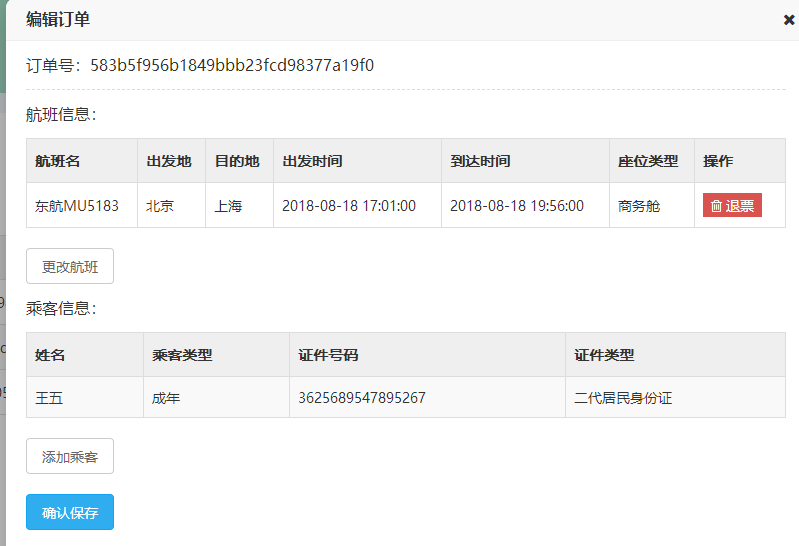 编辑订单
订单号：583b5f956b1849bbb23fcd98377a19f0
航班信息：
航班名 出发地 目的地 出发时间 到达时间 座位类型 操作
东航MU5183 北京 上海 2018-08-18 17:01:00 2018-08-18 19:56:00 商务舱 退票
更改航班
乘客信息：
姓名 乘客类型 证件号码 证件类型
王五 成年 3625689547895267 二代居民身份证
添加乘客
确认保存